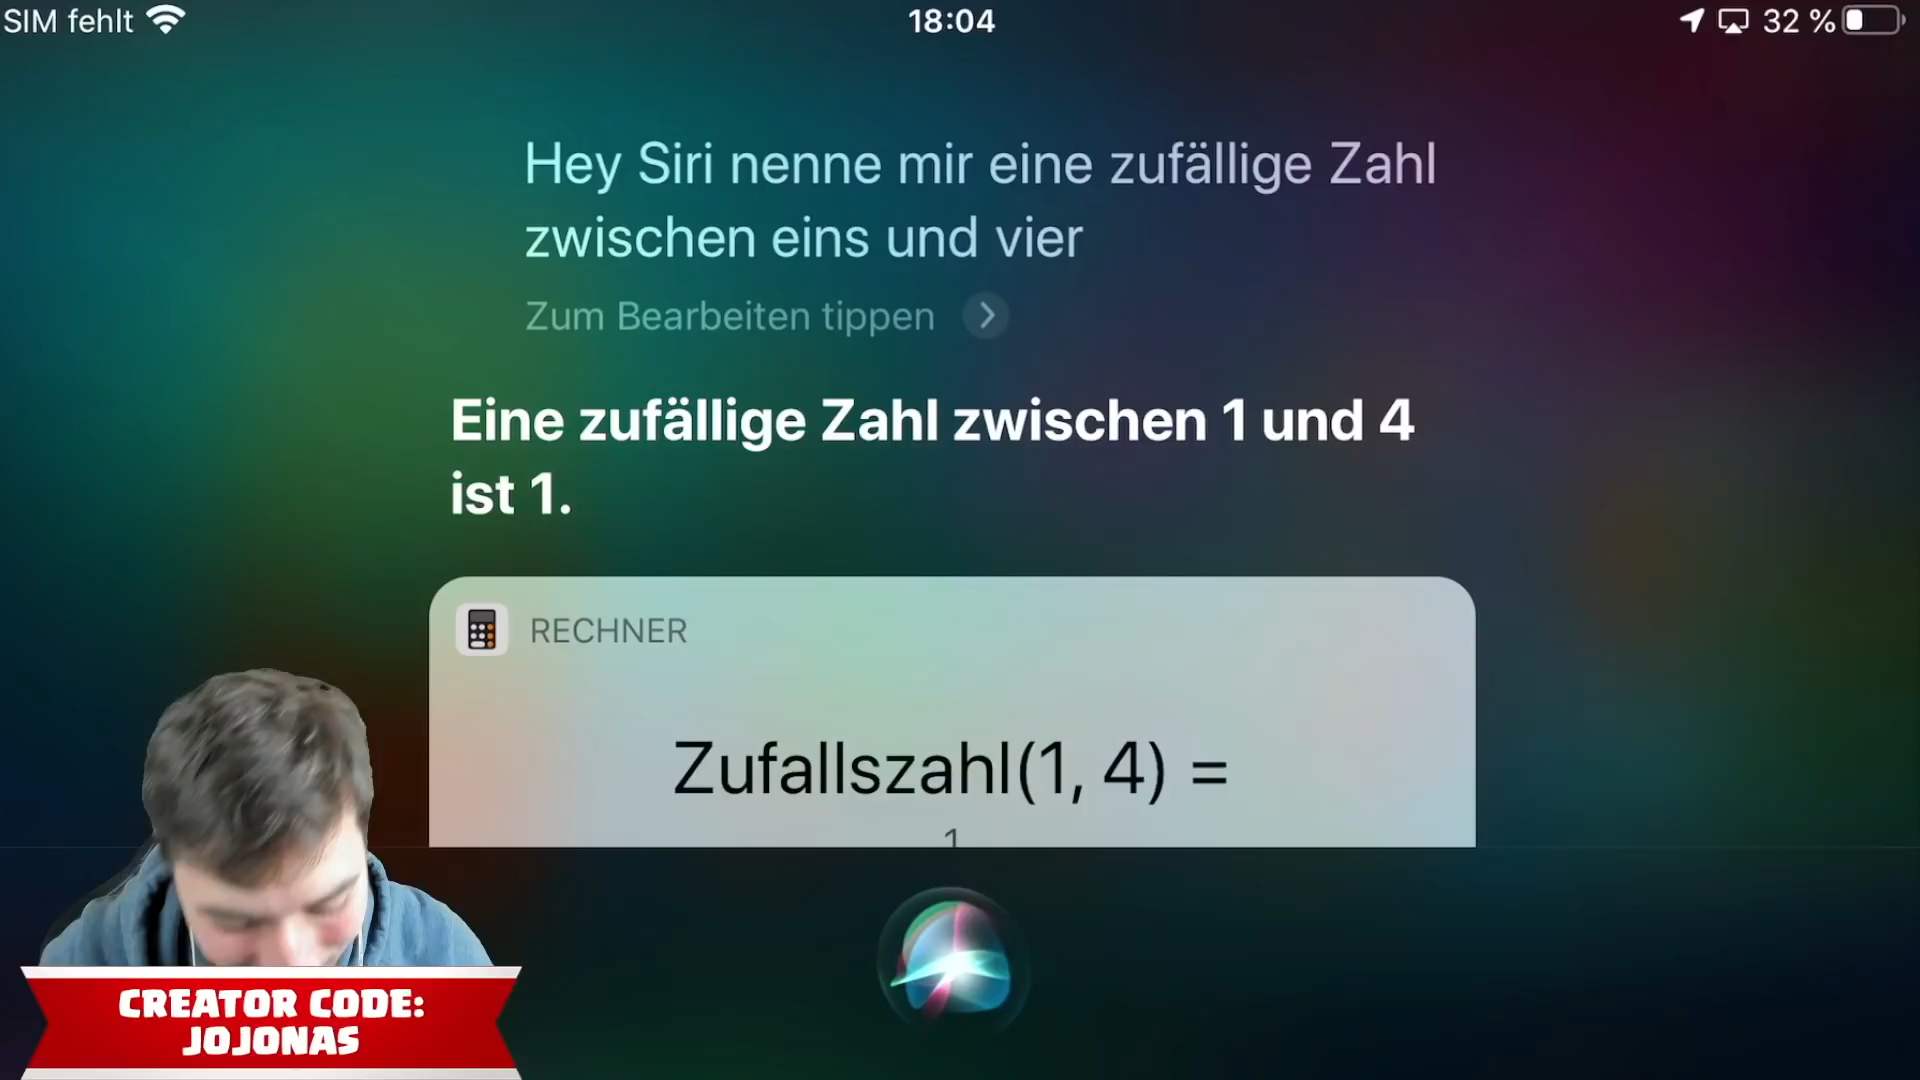 SIM fehlt
18:04
32 %
Hey Siri nenne mir eine zufällige Zahl
zwischen eins und vier
Zum Bearbeiten tippen
Eine zufällige Zahl zwischen 1 und 4
ist 1.
RECHNER
Zufallszahl(1, 4) =
1
CREATOR CODE:
JOJONAS